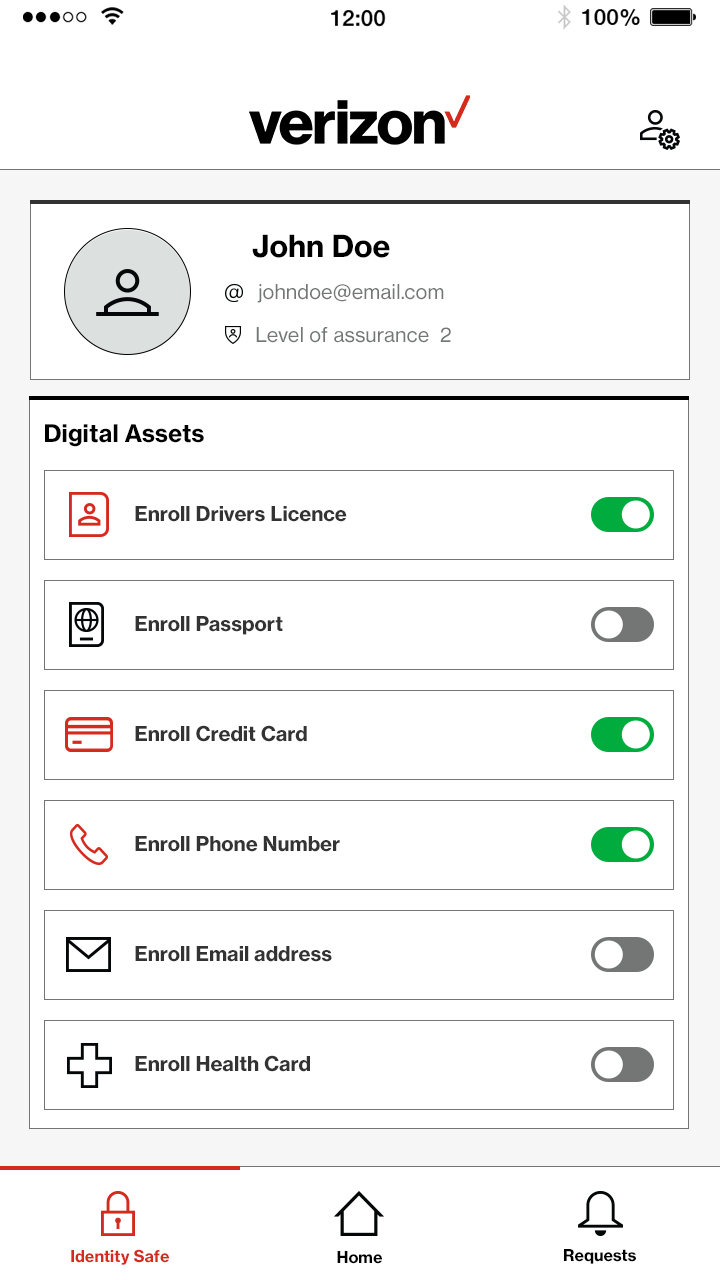 12:00
100%
verizon
John Doe
@ johndoe@email.com
Level of assurance 2
Digital Assets
Enroll Drivers Licence
Enroll Passport
Enroll Credit Card
Enroll Phone Number
Enroll Email address
Enroll Health Card
Identity Safe
Home
Requests